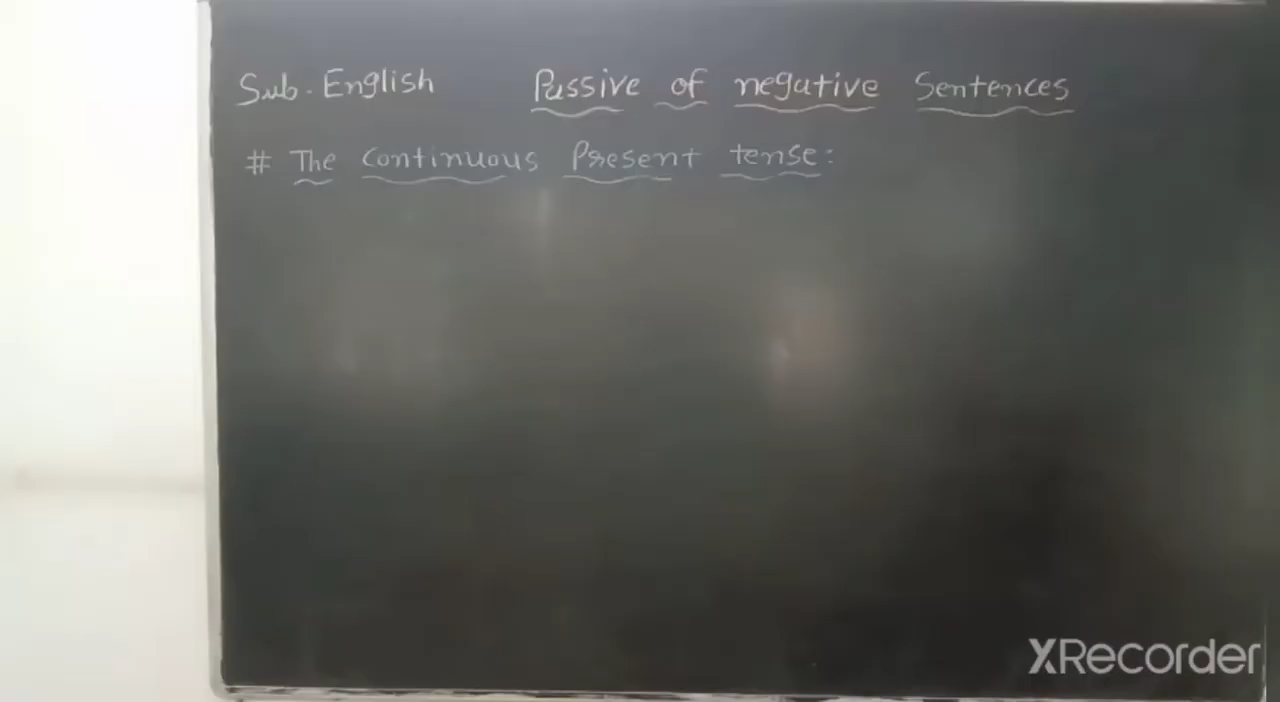 Sub. English Passive of negative Sentences
# The Continuous Present tense:
XRecorder